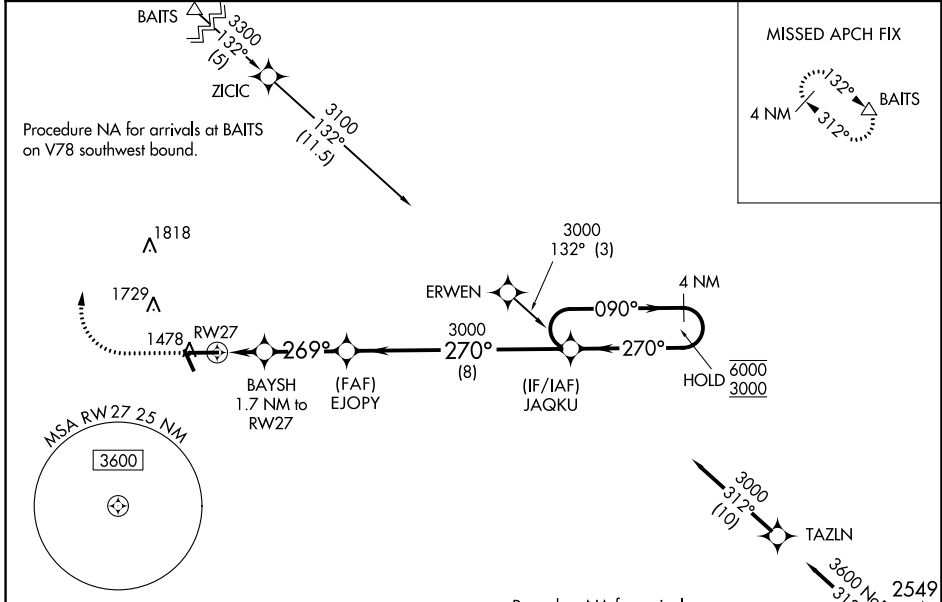 BAITS
3300
132°
(5)
ZICIC
3100
132°
(11.5)
Procedure NA for arrivals at BAITS
on V78 southwest bound.
MISSED APCH FIX
132°
BAITS
4 NM
312°
1818
1729
1478
RW27
3000
132° (3)
ERWEN
4 NM
090°
3000
270°
(8)
269°
270°
HOLD
6000
3000
BAYSH
1.7 NM to
RW27
(FAF)
EJOPY
(IF/IAF)
JAQKU
MSA RW27 25 NM
3600
3000
312°
(10)
TAZLN
3600
2549